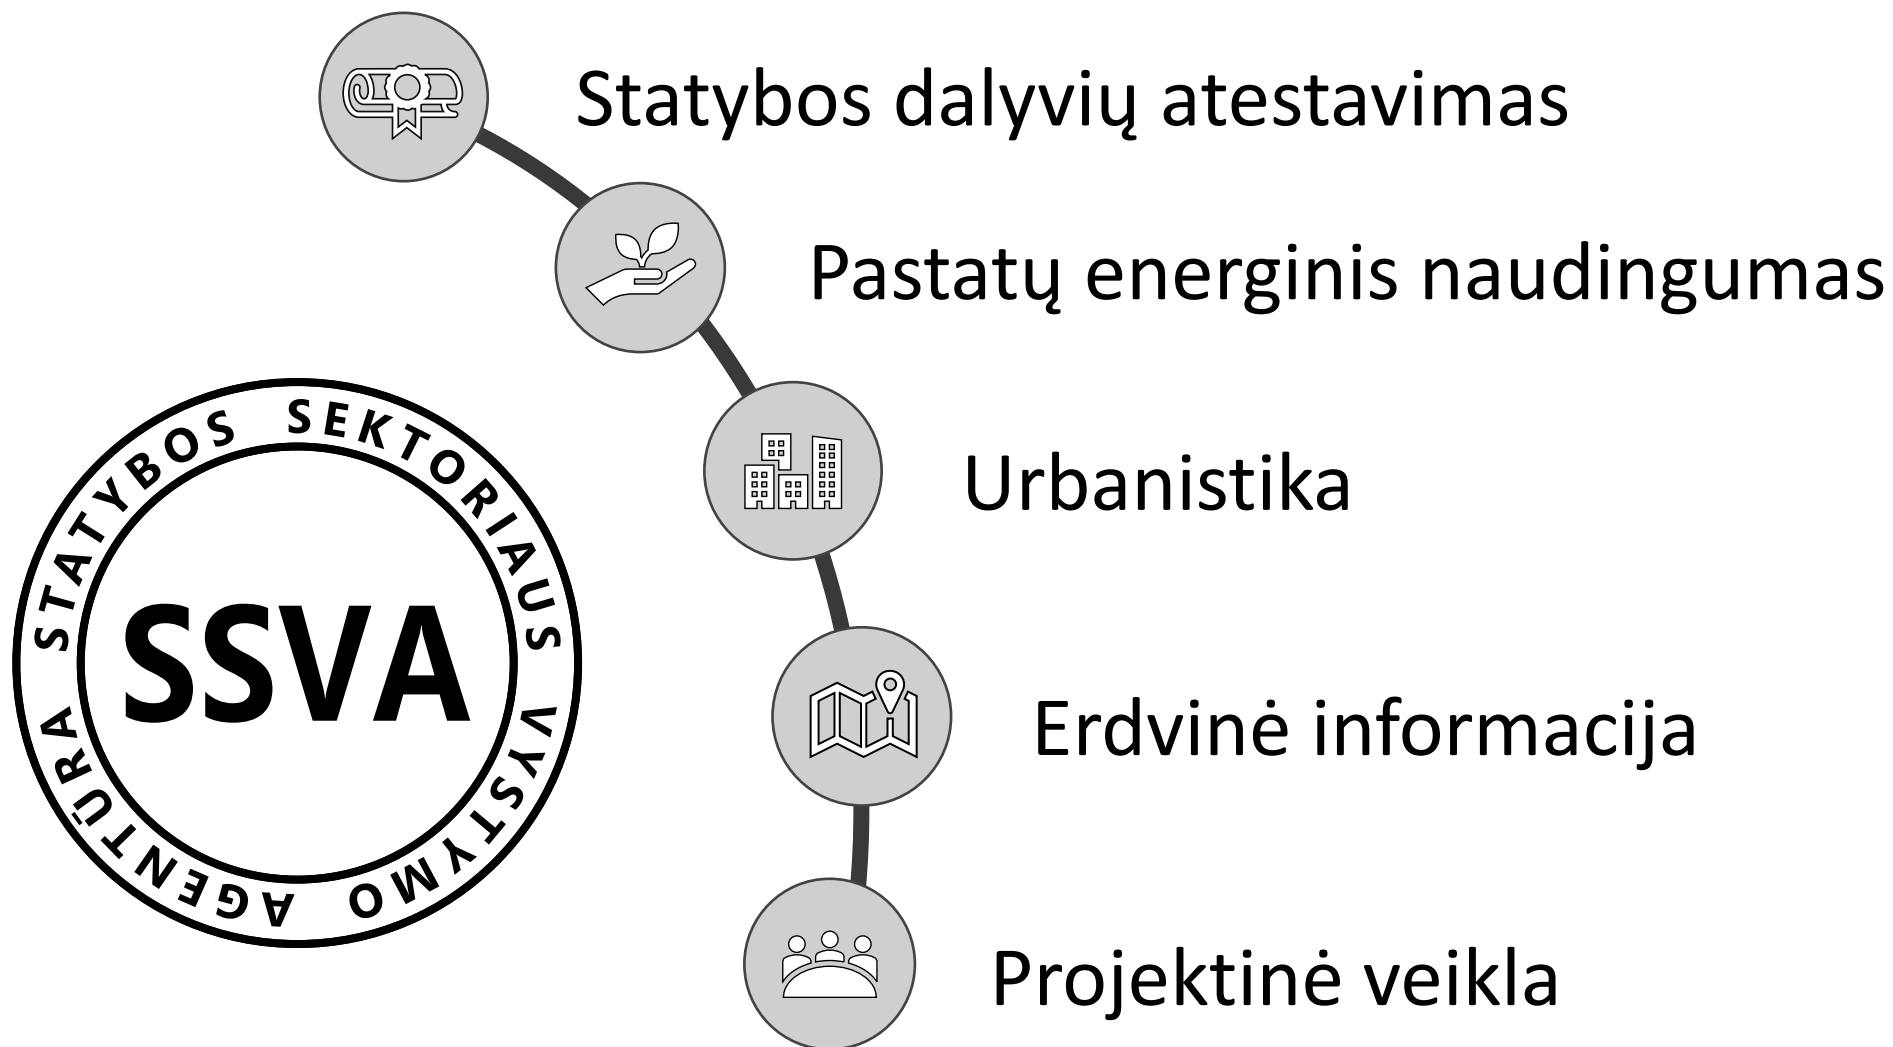 Statybos dalyvių atestavimas
Pastatų energinis naudingumas
Urbanistika
Erdvinė informacija
Projektinė veikla
STATYBOS SEKTORIAUS VYSTYMO AGENTŪRA
SSVA